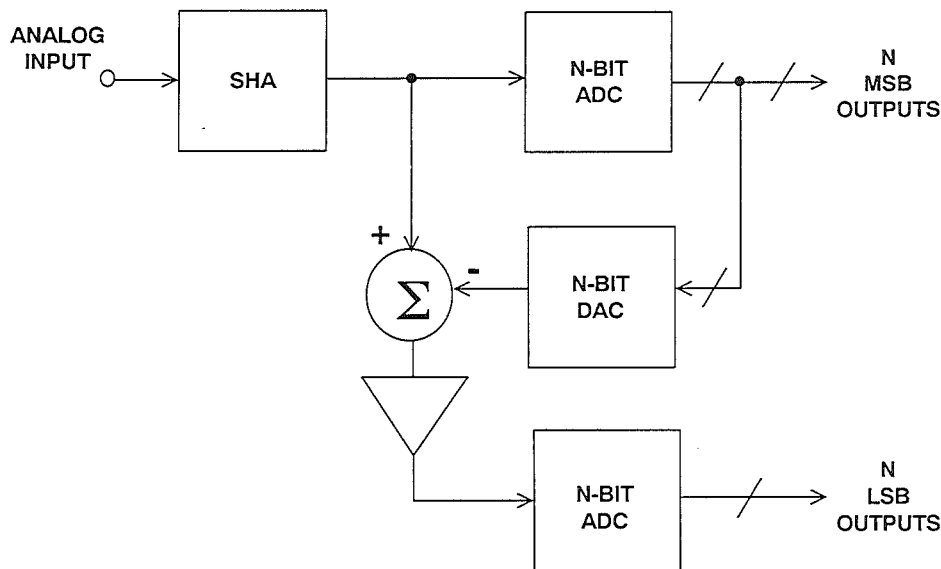 ANALOG
INPUT
SHA
N-BIT
ADC
N
MSB
OUTPUTS
+
-
Σ
N-BIT
DAC
N-BIT
ADC
N
LSB
OUTPUTS